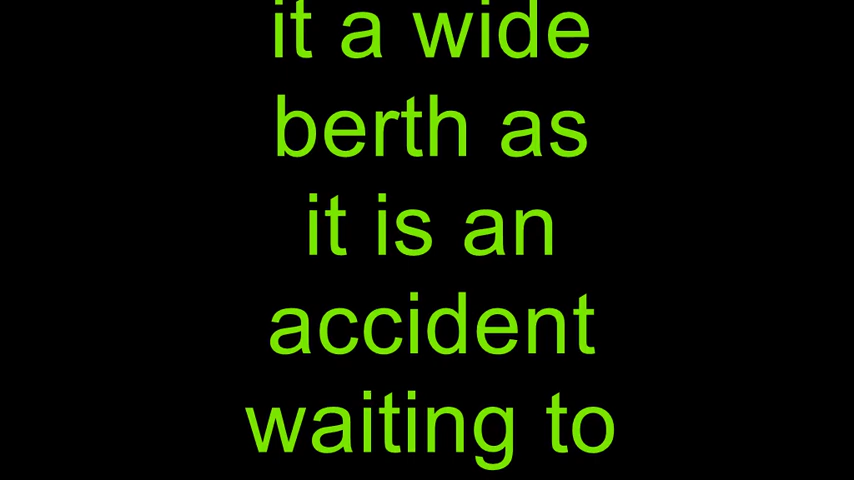 it a wide
berth as
it is an
accident
waiting to